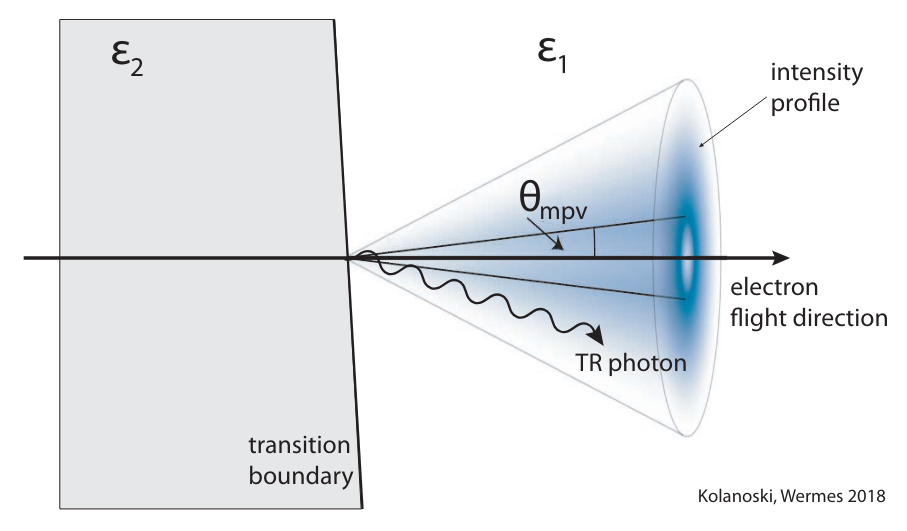 ε₂
ε₁
intensity
profile
θmpv
electron
flight direction
TR photon
transition
boundary
Kolanoski, Wermes 2018